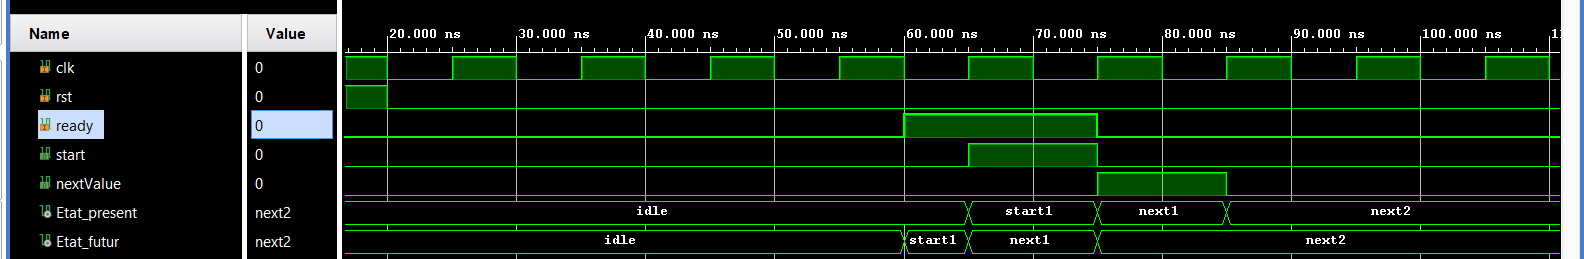 Name Value
20.000 ns 30.000 ns 40.000 ns 50.000 ns 60.000 ns 70.000 ns 80.000 ns 90.000 ns 100.000 ns
clk 0
rst 0
ready 0
start 0
nextValue 0
Etat_present next2 idle start1 next1 next2
Etat_futur next2 idle start1 next1 next2